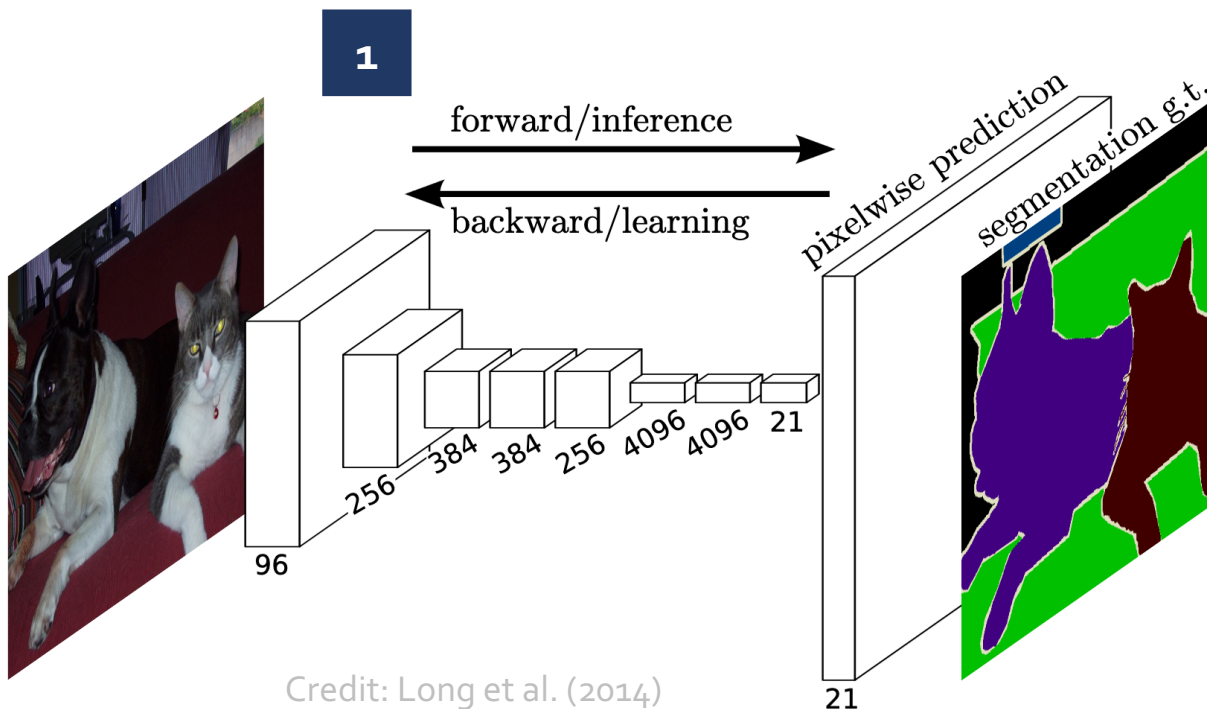 1
forward/inference
backward/learning
pixelwise prediction
segmentation g.t.
96
256
384
384
256
4096
4096
21
21
Credit: Long et al. (2014)